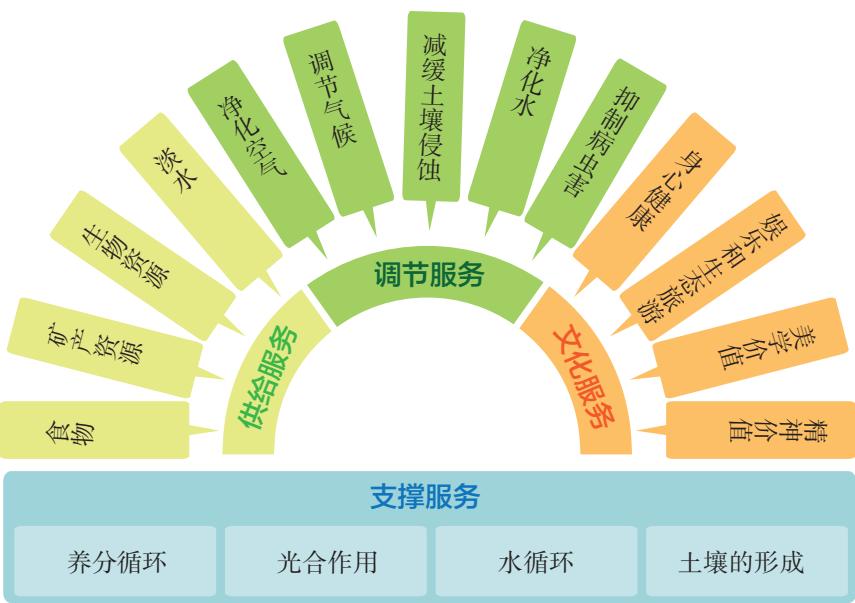 食物
矿产资源
生物资源
淡水
净化空气
调节气候
减缓土壤侵蚀
净化水
抑制病虫害
身心健康
娱乐和生态旅游
美学价值
精神价值
供给服务
调节服务
文化服务
支撑服务
养分循环
光合作用
水循环
土壤的形成